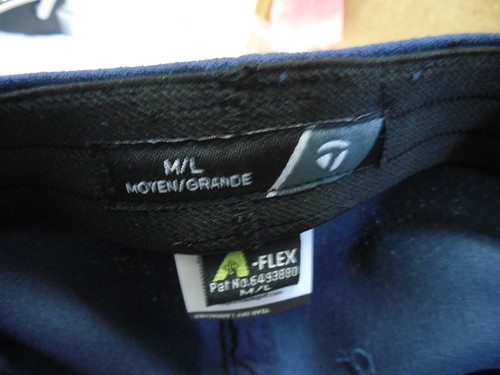 M/L
MOYEN/GRANDE
A-FLEX
Pat No.6493880
M/L